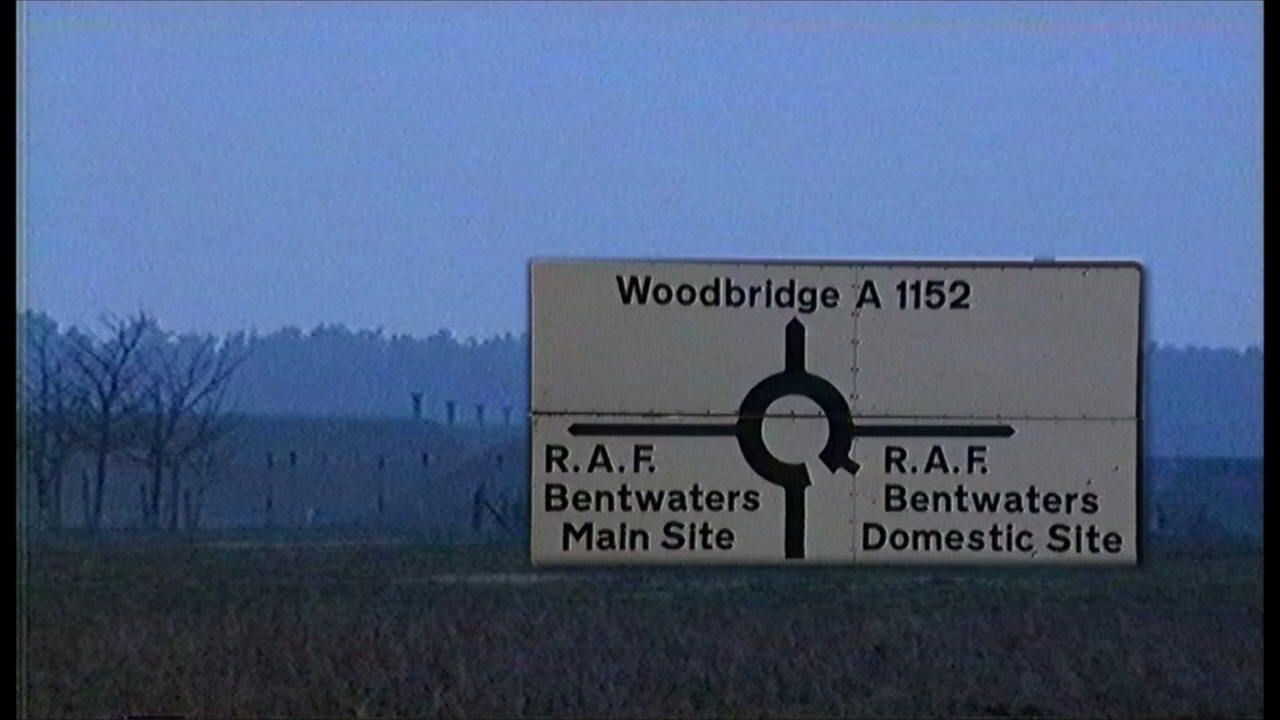 Woodbridge A 1152
R.A.F.
Bentwaters
Main Site
R.A.F.
Bentwaters
Domestic Site